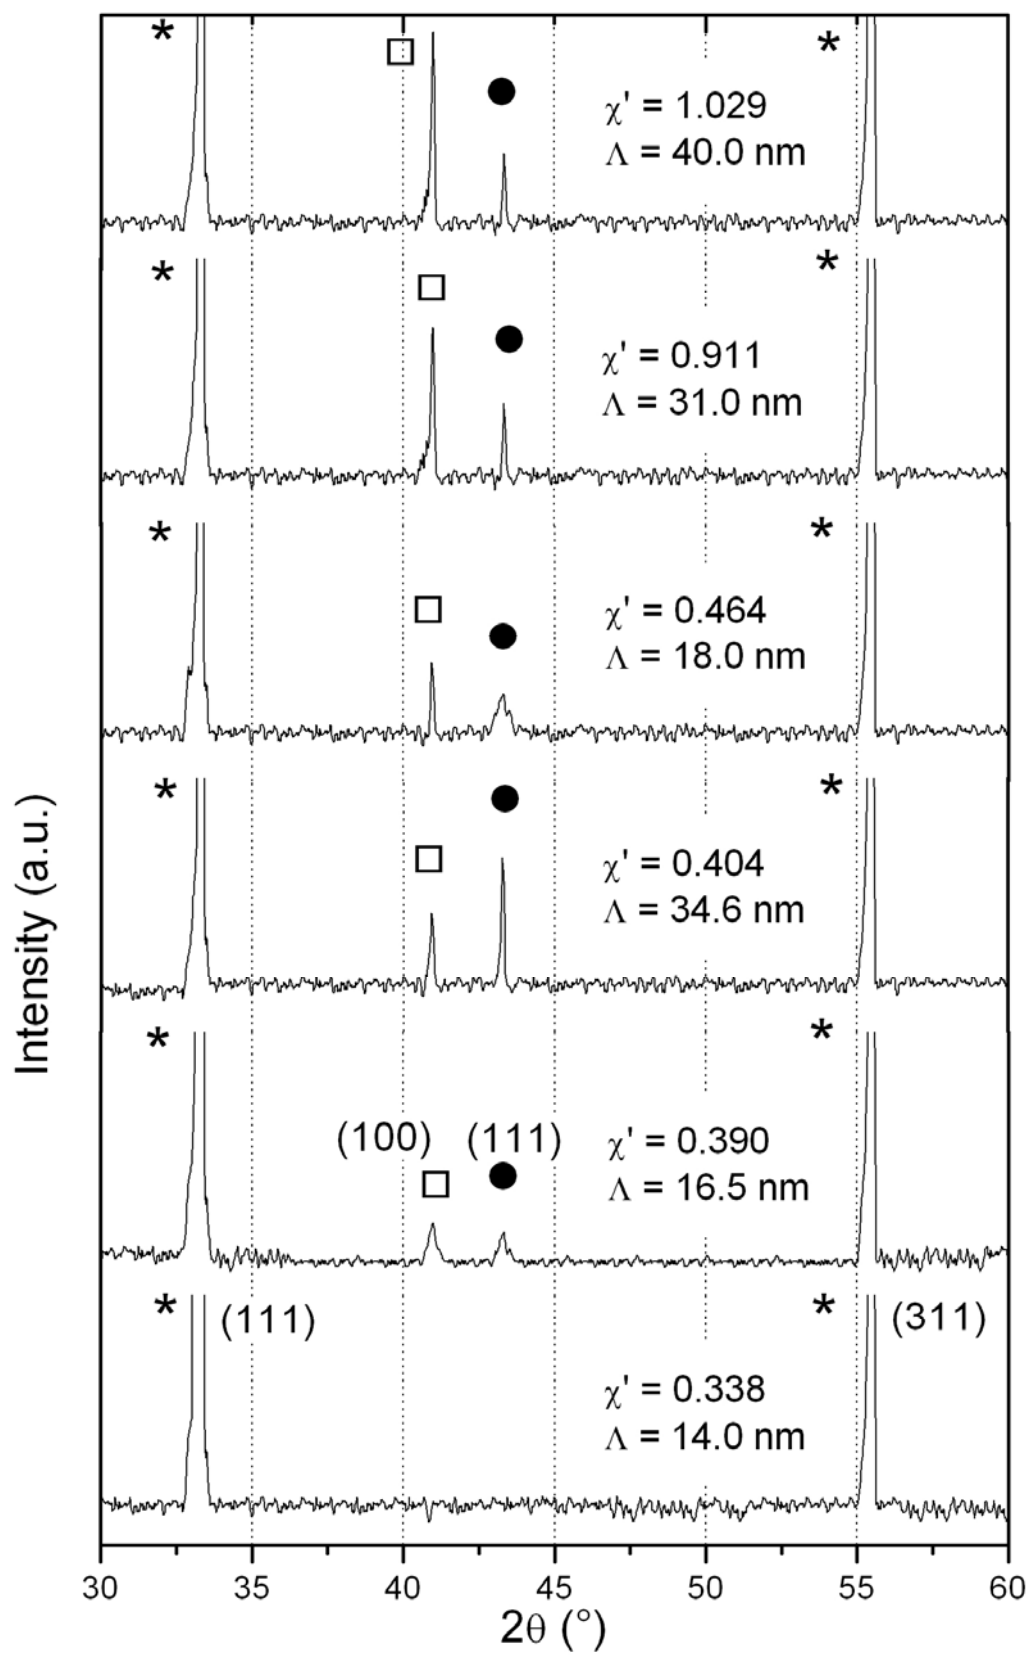 * □ ● *
χ' = 1.029
Λ = 40.0 nm
* □ ● *
χ' = 0.911
Λ = 31.0 nm
* □ ● *
χ' = 0.464
Λ = 18.0 nm
* □ ● *
χ' = 0.404
Λ = 34.6 nm
* *
(100) (111)
□ ●
χ' = 0.390
Λ = 16.5 nm
* (111) * (311)
χ' = 0.338
Λ = 14.0 nm
Intensity (a.u.)
30 35 40 45 50 55 60
2θ (°)